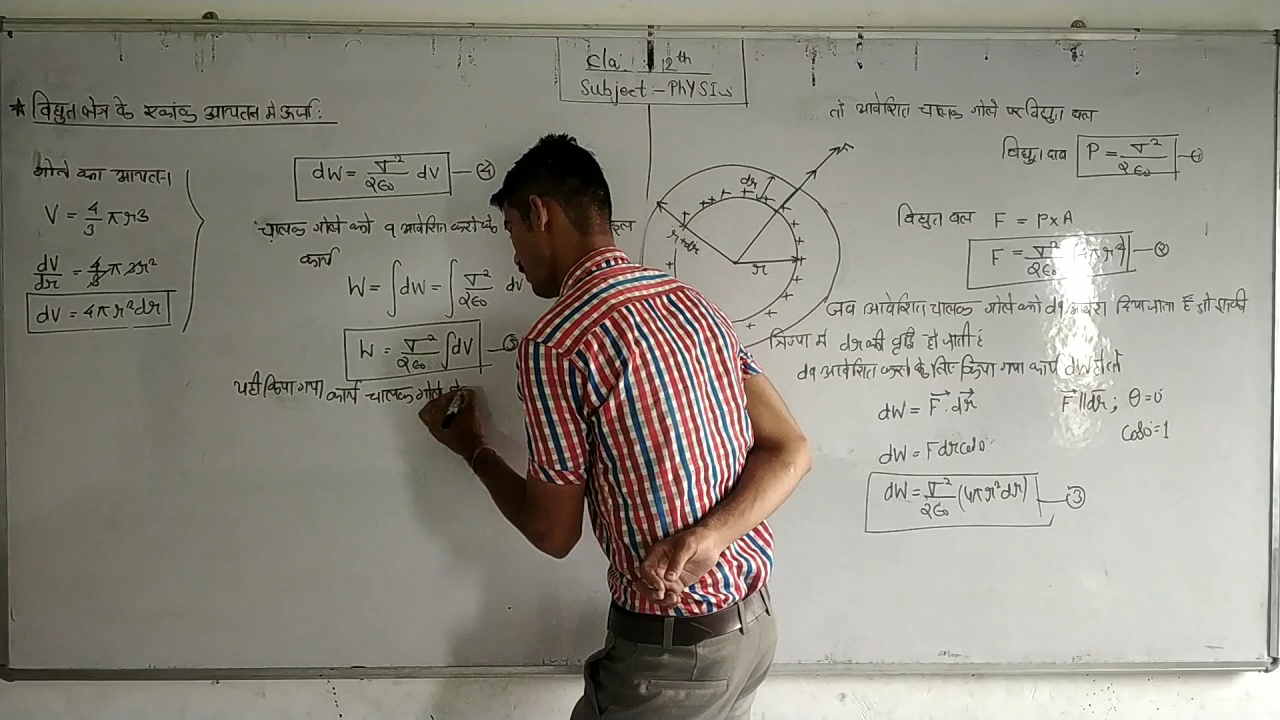 12th
Subject:- PhYSIcs
* विद्युत क्षेत्र के एकांक आयतन मे ऊर्जा:
गोले का आयतन
V = 4/3 πr3
dV/dr = 4/3 π 3r²
dV = 4πr²dr
dW = σ²/2ϵ₀ dV —④
चालक गोले को q आवेशित करने के
कार्य
W = ∫dW = ∫ σ²/2ϵ₀ dV
W = σ²/2ϵ₀ ∫dV —⑤
यही किया गया कार्य चालक गोले
dr
r+dr
r
तो आवेशित चालक गोले पर विद्युत बल
विद्युत दाब P = σ²/2ϵ₀ —①
विद्युत बल F = P×A
F = σ²/2ϵ₀ —②
जब आवेशित चालक गोले को dq आवेश दिया जाता है तो इसकी
त्रिज्या में dr की वृद्धि हो जाती है
dq आवेशित करने के लिए किया गया कार्य dW हो तो
dW = F⃗ . dr⃗
F⃗ || dr⃗ ; θ=0
dW = F dr cos0
cos0=1
dW = σ²/2ϵ₀ (4πr²dr) —③